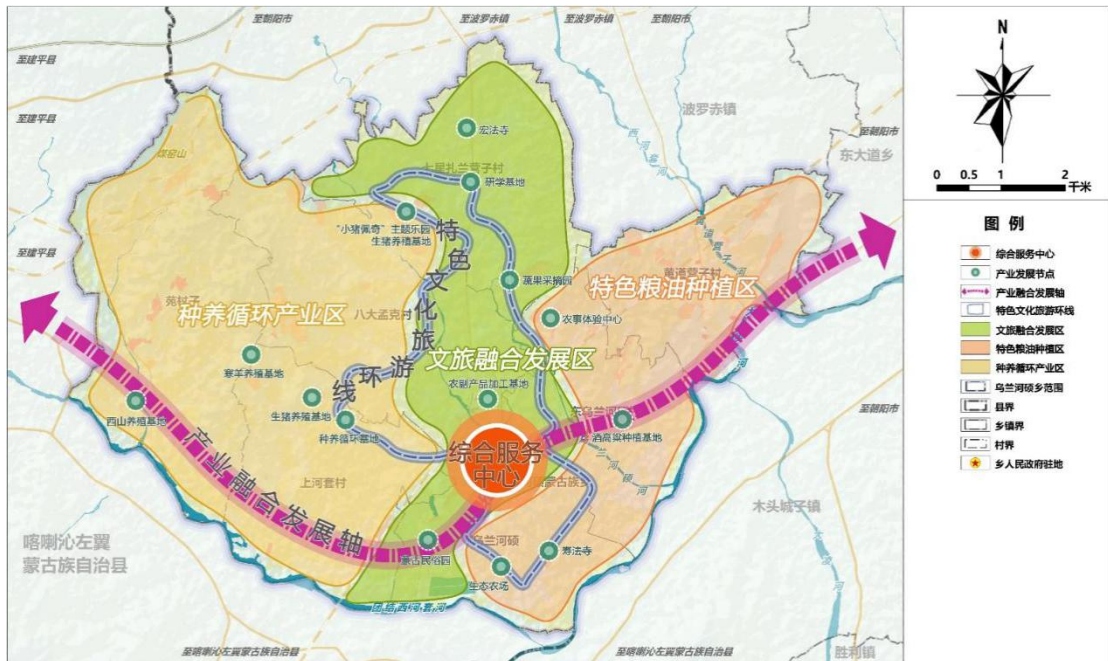 至朝阳市
至波罗赤镇
至波罗赤镇
至朝阳市
至建平县
至建平县
至建平县
至朝阳市
至朝阳市
波罗赤镇
东大道乡
宏法寺
研学基地
“小猪佩奇”主题乐园
生猪养殖基地
蔬果采摘园
农事体验中心
特色粮油种植区
种养循环产业区
八大孟克村
文旅融合发展区
特色文化旅游环线
寒羊养殖基地
农副产品加工基地
西山养殖基地
生猪养殖基地
种养循环基地
酒高粱种植基地
综合服务
中心
上河套村
产业融合发展轴
木头城子镇
喀喇沁左翼
蒙古族自治县
蒙古民俗园
乌兰河硕
寿法寺
生态农场
团结西河套河
至喀喇沁左翼蒙古族自治县
至喀喇沁左翼蒙古族自治县
胜利镇
N
0 0.5 1 2
千米
图 例
综合服务中心
产业发展节点
产业融合发展轴
特色文化旅游环线
文旅融合发展区
特色粮油种植区
种养循环产业区
乌兰河硕乡范围
县界
乡镇界
村界
乡人民政府驻地